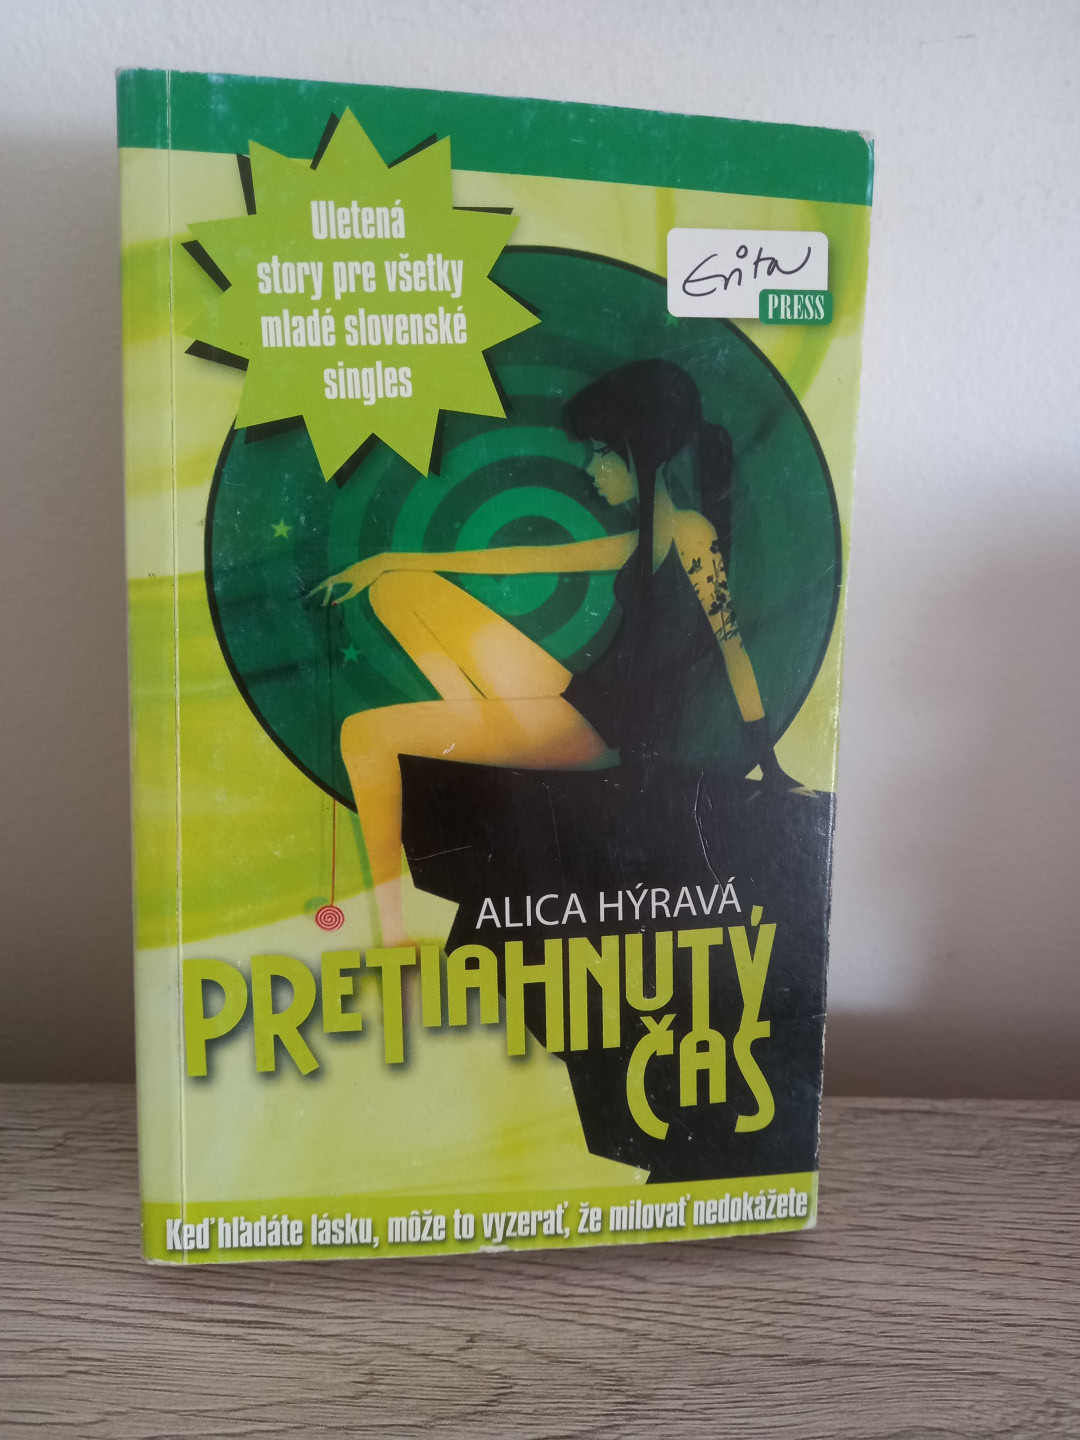 Uletená
story pre všetky
mladé slovenské
singles
Evita
PRESS
ALICA HÝRAVÁ
PRETIAHNUTÝ
ČAS
Keď hľadáte lásku, môže to vyzerať, že milovať nedokážete